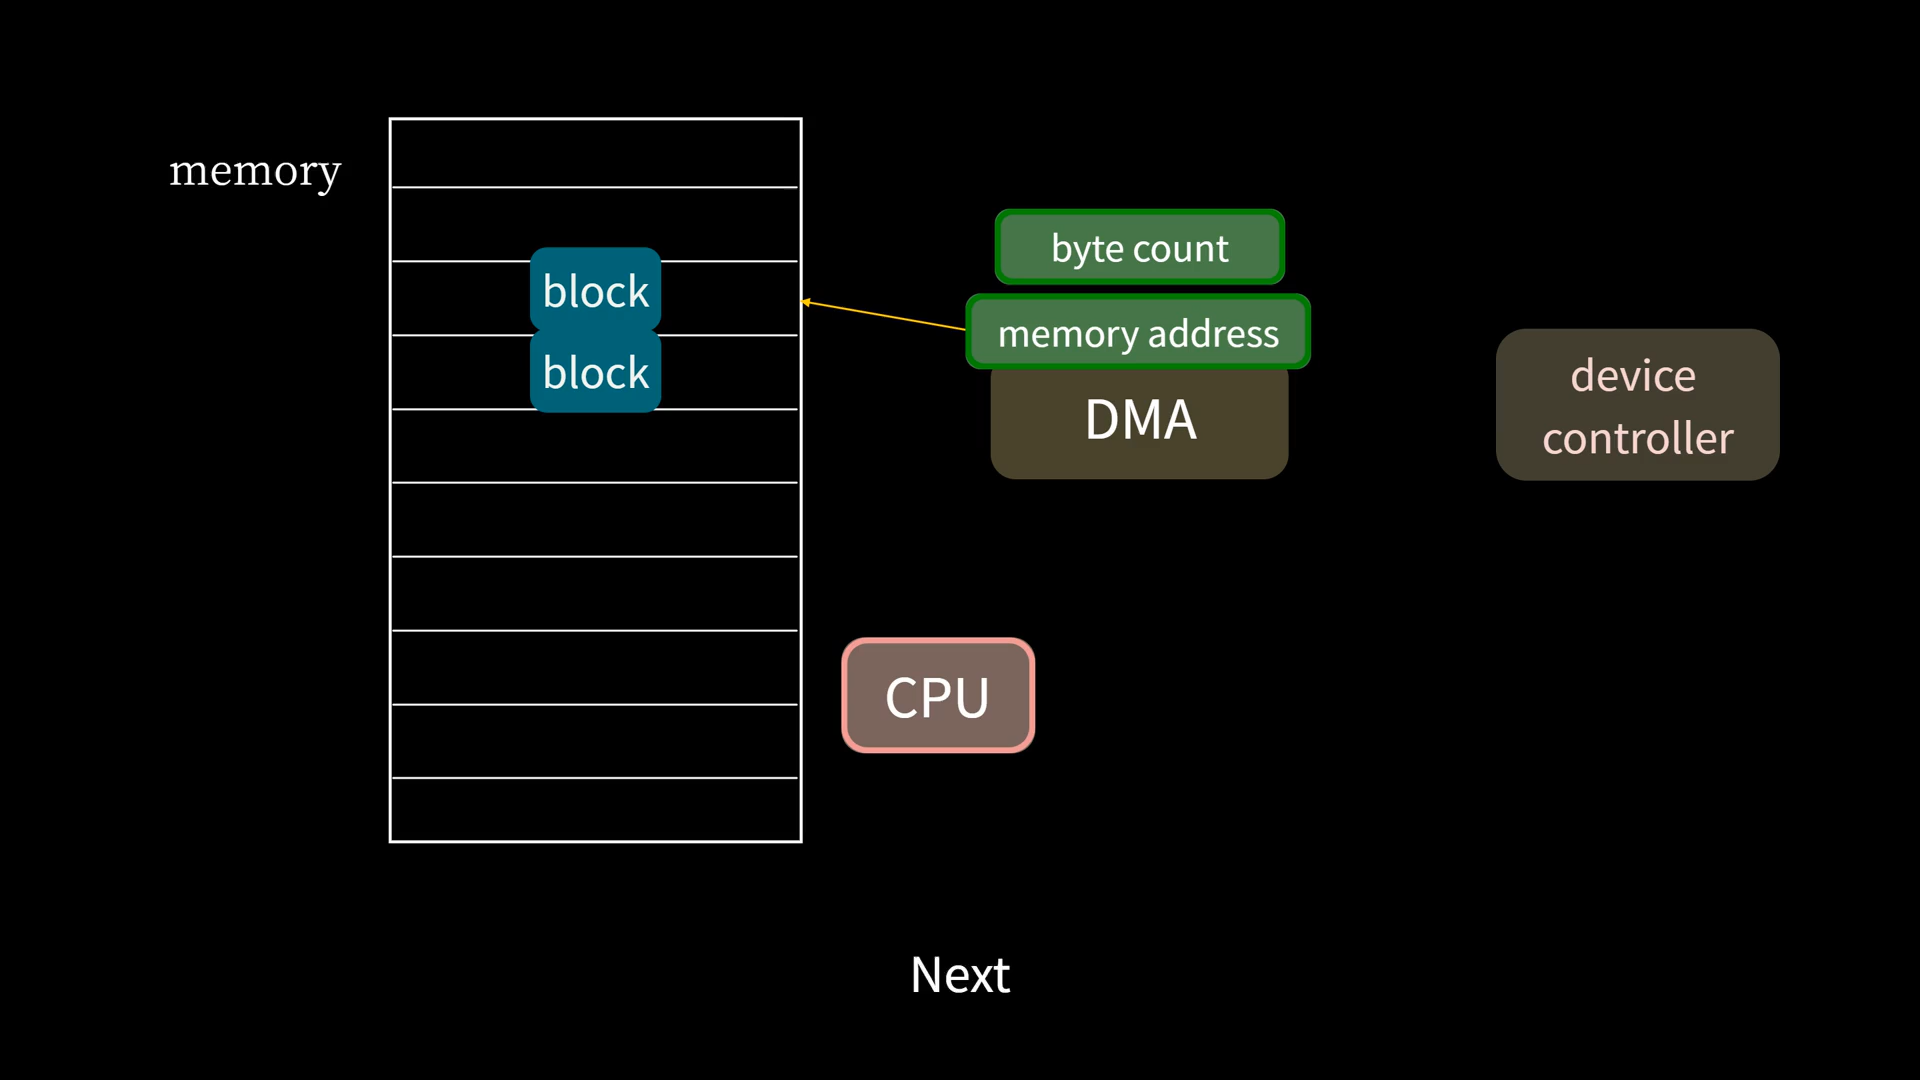 memory
block
block
byte count
memory address
DMA
device
controller
CPU
Next